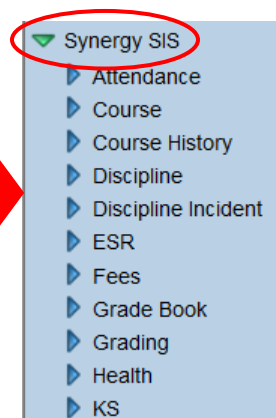 Synergy SIS
Attendance
Course
Course History
Discipline
Discipline Incident
ESR
Fees
Grade Book
Grading
Health
KS